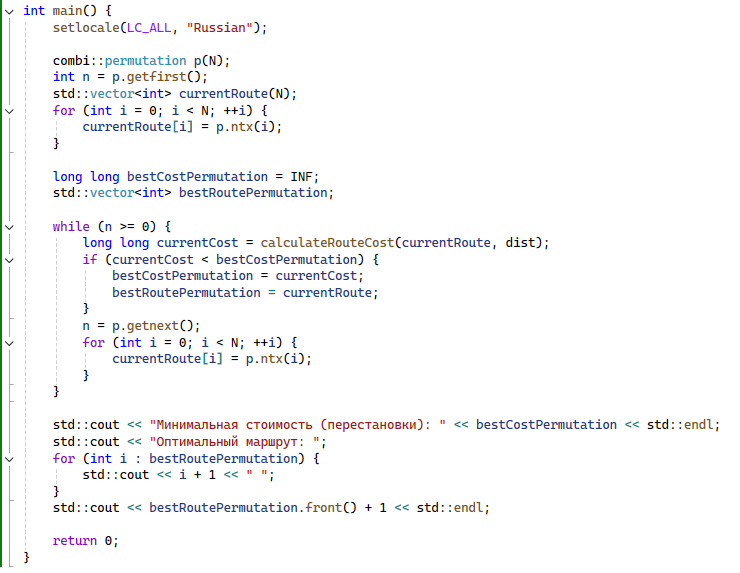 int main() {
    setlocale(LC_ALL, "Russian");

    combi::permutation p(N);
    int n = p.getfirst();
    std::vector<int> currentRoute(N);
    for (int i = 0; i < N; ++i) {
        currentRoute[i] = p.ntx(i);
    }

    long long bestCostPermutation = INF;
    std::vector<int> bestRoutePermutation;

    while (n >= 0) {
        long long currentCost = calculateRouteCost(currentRoute, dist);
        if (currentCost < bestCostPermutation) {
            bestCostPermutation = currentCost;
            bestRoutePermutation = currentRoute;
        }
        n = p.getnext();
        for (int i = 0; i < N; ++i) {
            currentRoute[i] = p.ntx(i);
        }
    }

    std::cout << "Минимальная стоимость (перестановки): " << bestCostPermutation << std::endl;
    std::cout << "Оптимальный маршрут: ";
    for (int i : bestRoutePermutation) {
        std::cout << i + 1 << " ";
    }
    std::cout << bestRoutePermutation.front() + 1 << std::endl;

    return 0;
}